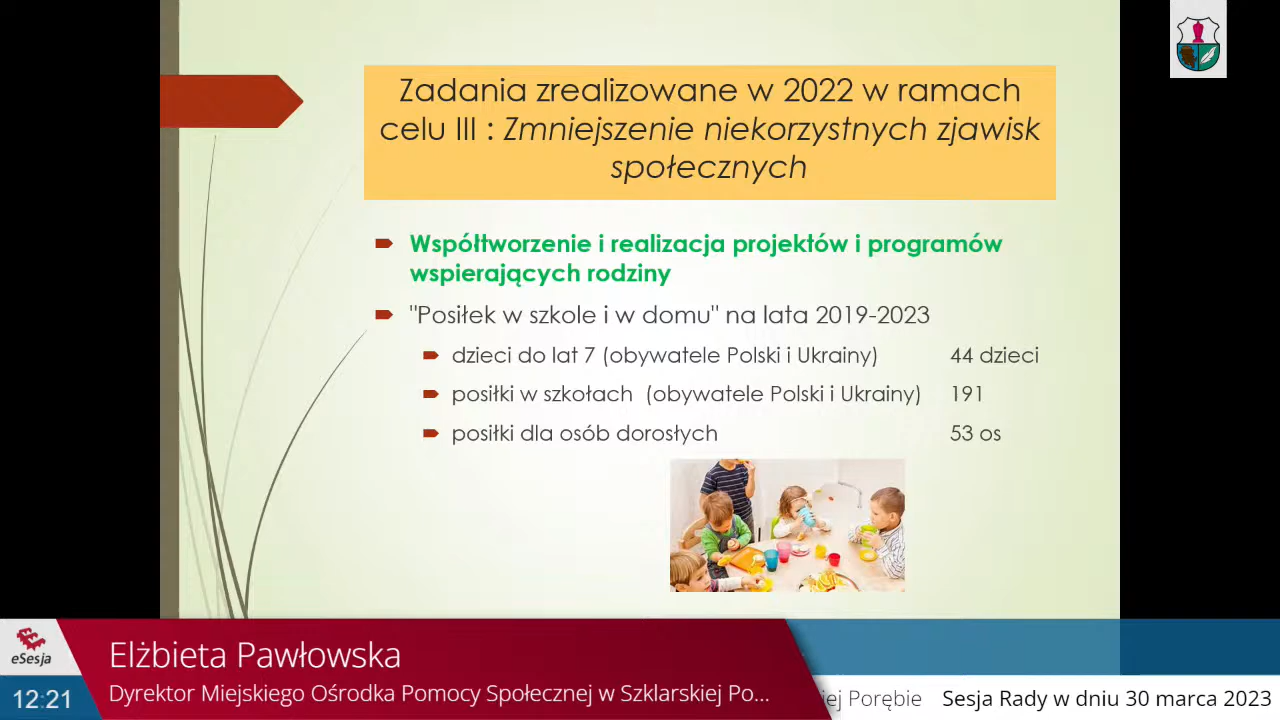 Zadania zrealizowane w 2022 w ramach
celu III : Zmniejszenie niekorzystnych zjawisk
społecznych
Współtworzenie i realizacja projektów i programów
wspierających rodziny
"Posiłek w szkole i w domu" na lata 2019-2023
dzieci do lat 7 (obywatele Polski i Ukrainy) 44 dzieci
posiłki w szkołach (obywatele Polski i Ukrainy) 191
posiłki dla osób dorosłych 53 os
eSesja
Elżbieta Pawłowska
Dyrektor Miejskiego Ośrodka Pomocy Społecznej w Szklarskiej Po...
12:21
ej Porębie Sesja Rady w dniu 30 marca 2023